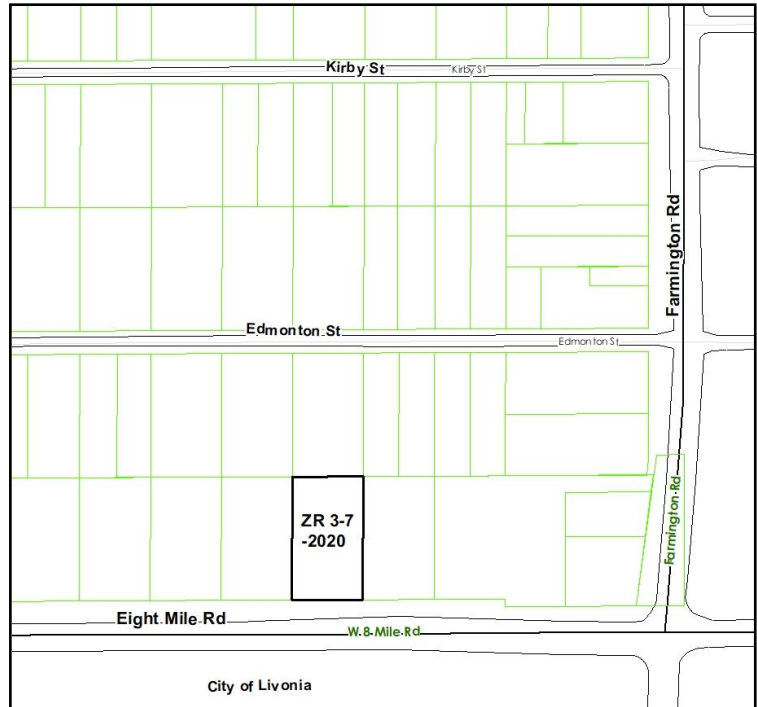 Kirby St
Kirby St
Farmington Rd
Edmonton St
Edmonton St
ZR 3-7
-2020
Farmington Rd
Eight Mile Rd
W 8 Mile Rd
City of Livonia